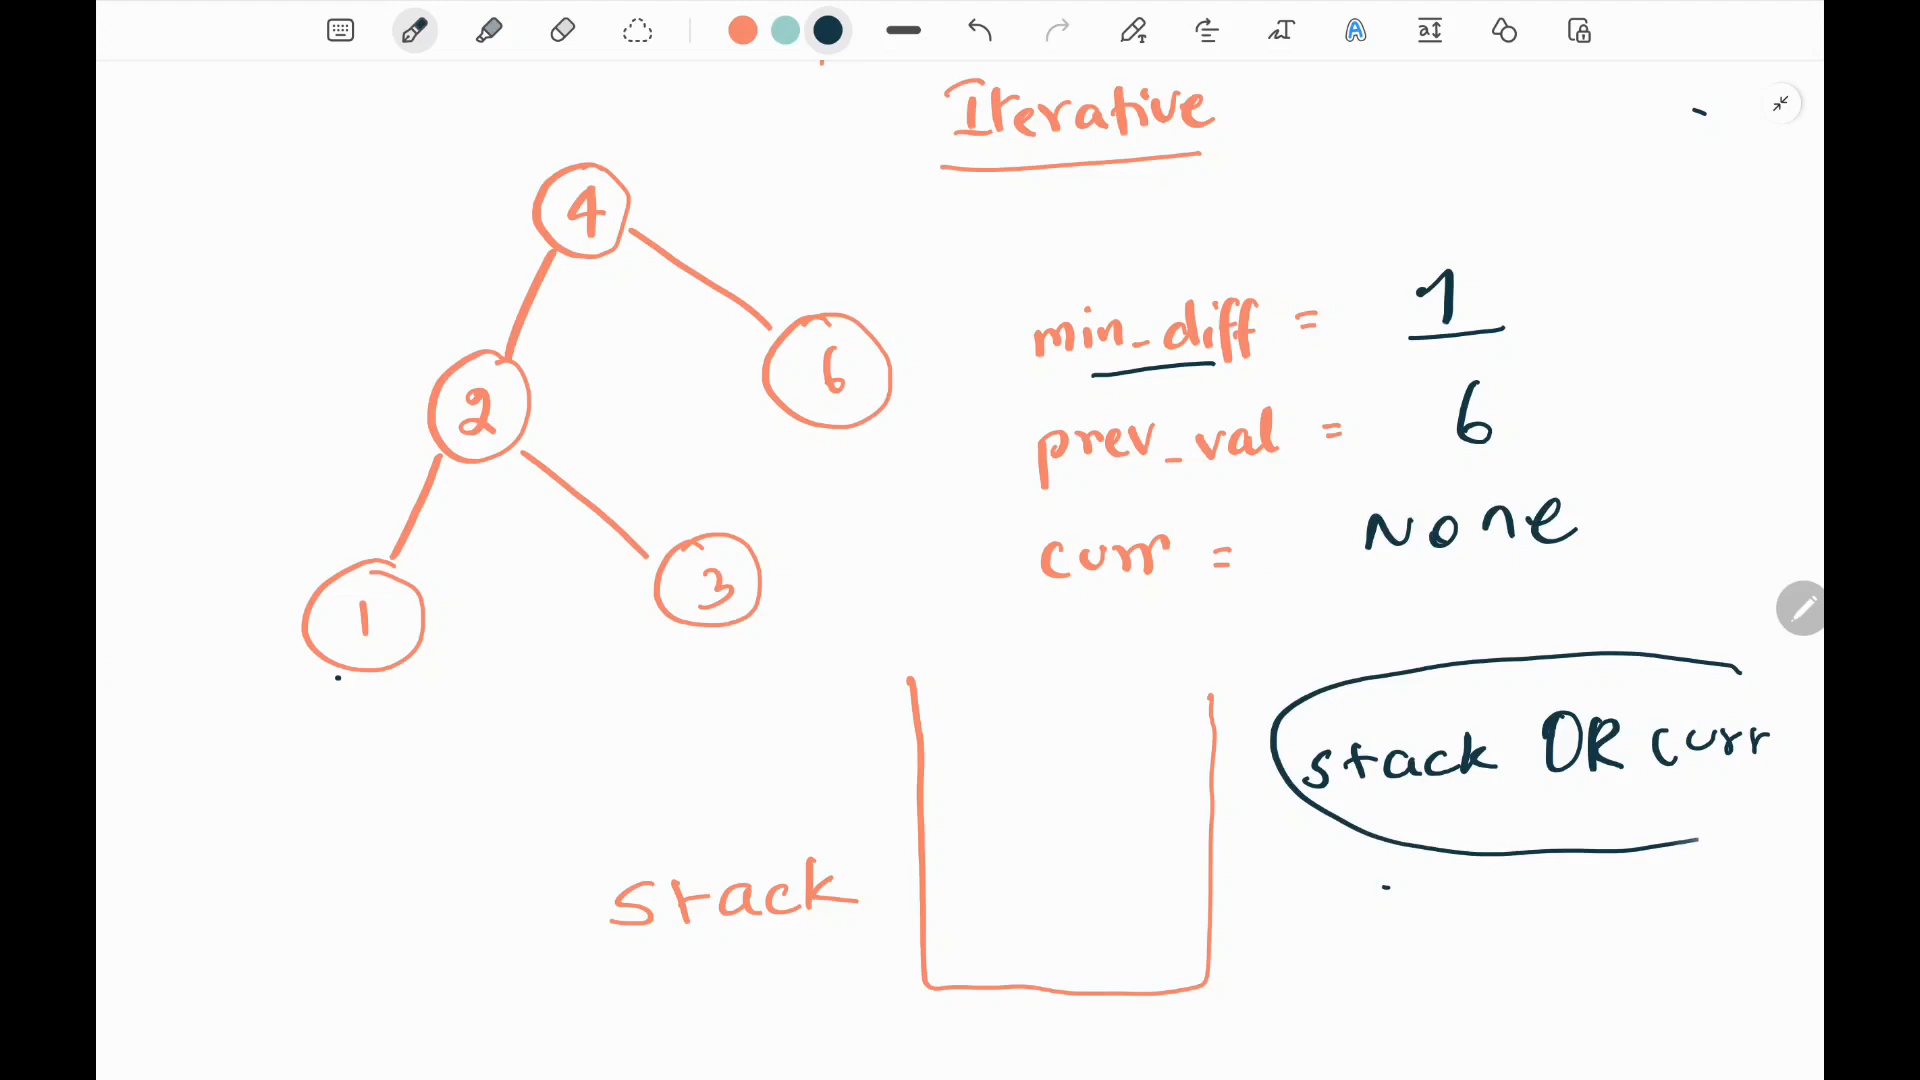 Iterative
4
min_diff = 1
6
prev_val = 6
2
curr = None
3
1
stack OR curr
stack